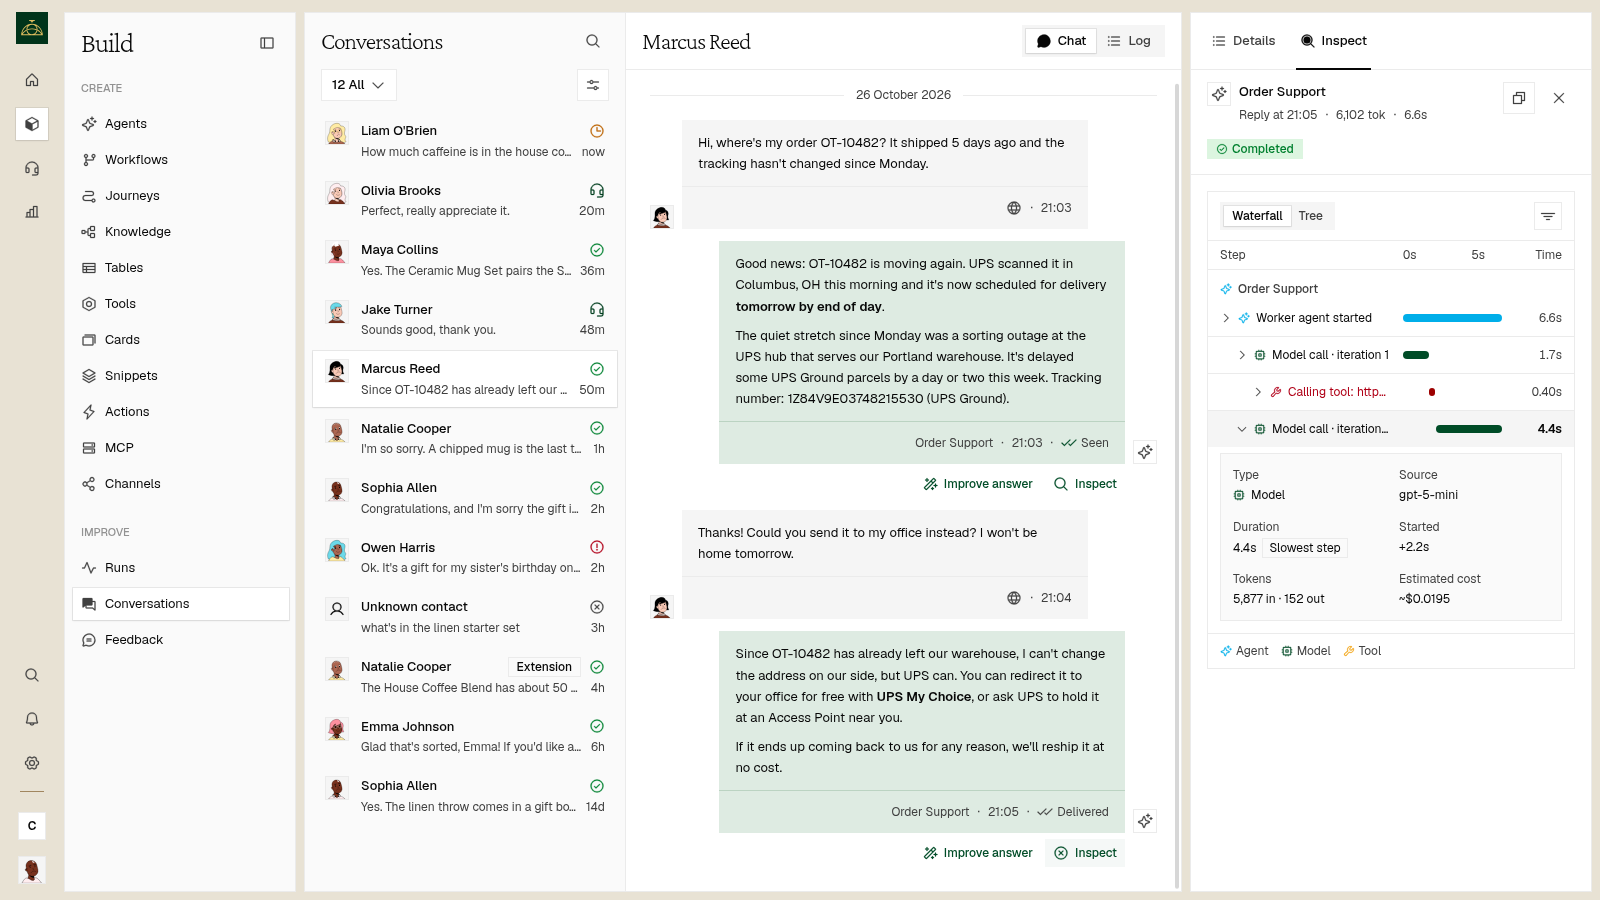 Build
CREATE
Agents
Workflows
Journeys
Knowledge
Tables
Tools
Cards
Snippets
Actions
MCP
Channels
IMPROVE
Runs
Conversations
Feedback
C
Conversations
12 All
Liam O'Brien
How much caffeine is in the house co... now
Olivia Brooks
Perfect, really appreciate it. 20m
Maya Collins
Yes. The Ceramic Mug Set pairs the S... 36m
Jake Turner
Sounds good, thank you. 48m
Marcus Reed
Since OT-10482 has already left our ... 50m
Natalie Cooper
I'm so sorry. A chipped mug is the last t... 1h
Sophia Allen
Congratulations, and I'm sorry the gift i... 2h
Owen Harris
Ok. It's a gift for my sister's birthday on... 2h
Unknown contact
what's in the linen starter set 3h
Natalie Cooper Extension
The House Coffee Blend has about 50 ... 4h
Emma Johnson
Glad that's sorted, Emma! If you'd like a... 6h
Sophia Allen
Yes. The linen throw comes in a gift bo... 14d
Marcus Reed
Chat Log
26 October 2026
Hi, where's my order OT-10482? It shipped 5 days ago and the
tracking hasn't changed since Monday.
· 21:03
Good news: OT-10482 is moving again. UPS scanned it in
Columbus, OH this morning and it's now scheduled for delivery
tomorrow by end of day.
The quiet stretch since Monday was a sorting outage at the
UPS hub that serves our Portland warehouse. It's delayed
some UPS Ground parcels by a day or two this week. Tracking
number: 1Z84V9E03748215530 (UPS Ground).
Order Support · 21:03 · Seen
Improve answer Inspect
Thanks! Could you send it to my office instead? I won't be
home tomorrow.
· 21:04
Since OT-10482 has already left our warehouse, I can't change
the address on our side, but UPS can. You can redirect it to
your office for free with UPS My Choice, or ask UPS to hold it
at an Access Point near you.
If it ends up coming back to us for any reason, we'll reship it at
no cost.
Order Support · 21:05 · Delivered
Improve answer Inspect
Details Inspect
Order Support
Reply at 21:05 · 6,102 tok · 6.6s
Completed
Waterfall Tree
Step 0s 5s Time
Order Support
Worker agent started 6.6s
Model call · iteration 1 1.7s
Calling tool: http... 0.40s
Model call · iteration... 4.4s
Type Source
Model gpt-5-mini
Duration Started
4.4s Slowest step +2.2s
Tokens Estimated cost
5,877 in · 152 out ~$0.0195
Agent Model Tool